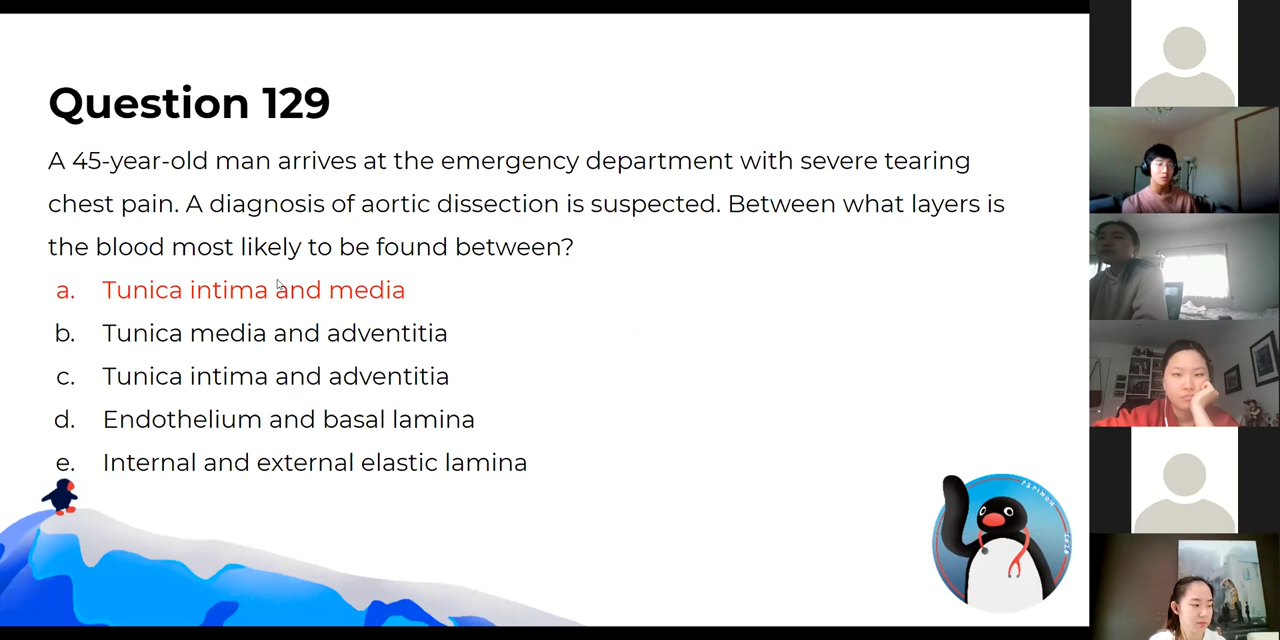 Question 129
A 45-year-old man arrives at the emergency department with severe tearing
chest pain. A diagnosis of aortic dissection is suspected. Between what layers is
the blood most likely to be found between?
a. Tunica intima and media
b. Tunica media and adventitia
c. Tunica intima and adventitia
d. Endothelium and basal lamina
e. Internal and external elastic lamina